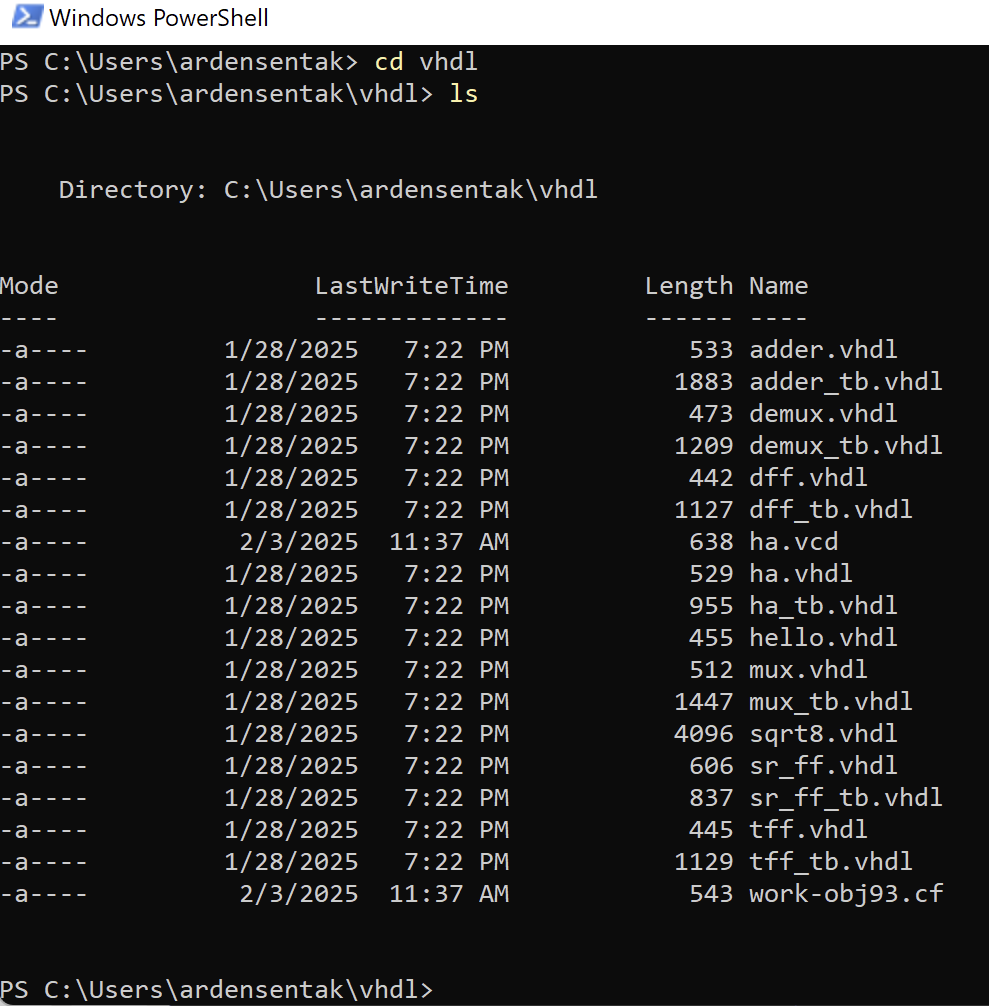 Windows PowerShell
PS C:\Users\ardensentak> cd vhdl
PS C:\Users\ardensentak\vhdl> ls
Directory: C:\Users\ardensentak\vhdl
Mode LastWriteTime Length Name
---- ------------- ------ ----
-a---- 1/28/2025 7:22 PM 533 adder.vhdl
-a---- 1/28/2025 7:22 PM 1883 adder_tb.vhdl
-a---- 1/28/2025 7:22 PM 473 demux.vhdl
-a---- 1/28/2025 7:22 PM 1209 demux_tb.vhdl
-a---- 1/28/2025 7:22 PM 442 dff.vhdl
-a---- 1/28/2025 7:22 PM 1127 dff_tb.vhdl
-a---- 2/3/2025 11:37 AM 638 ha.vcd
-a---- 1/28/2025 7:22 PM 529 ha.vhdl
-a---- 1/28/2025 7:22 PM 955 ha_tb.vhdl
-a---- 1/28/2025 7:22 PM 455 hello.vhdl
-a---- 1/28/2025 7:22 PM 512 mux.vhdl
-a---- 1/28/2025 7:22 PM 1447 mux_tb.vhdl
-a---- 1/28/2025 7:22 PM 4096 sqrt8.vhdl
-a---- 1/28/2025 7:22 PM 606 sr_ff.vhdl
-a---- 1/28/2025 7:22 PM 837 sr_ff_tb.vhdl
-a---- 1/28/2025 7:22 PM 445 tff.vhdl
-a---- 1/28/2025 7:22 PM 1129 tff_tb.vhdl
-a---- 2/3/2025 11:37 AM 543 work-obj93.cf
PS C:\Users\ardensentak\vhdl>